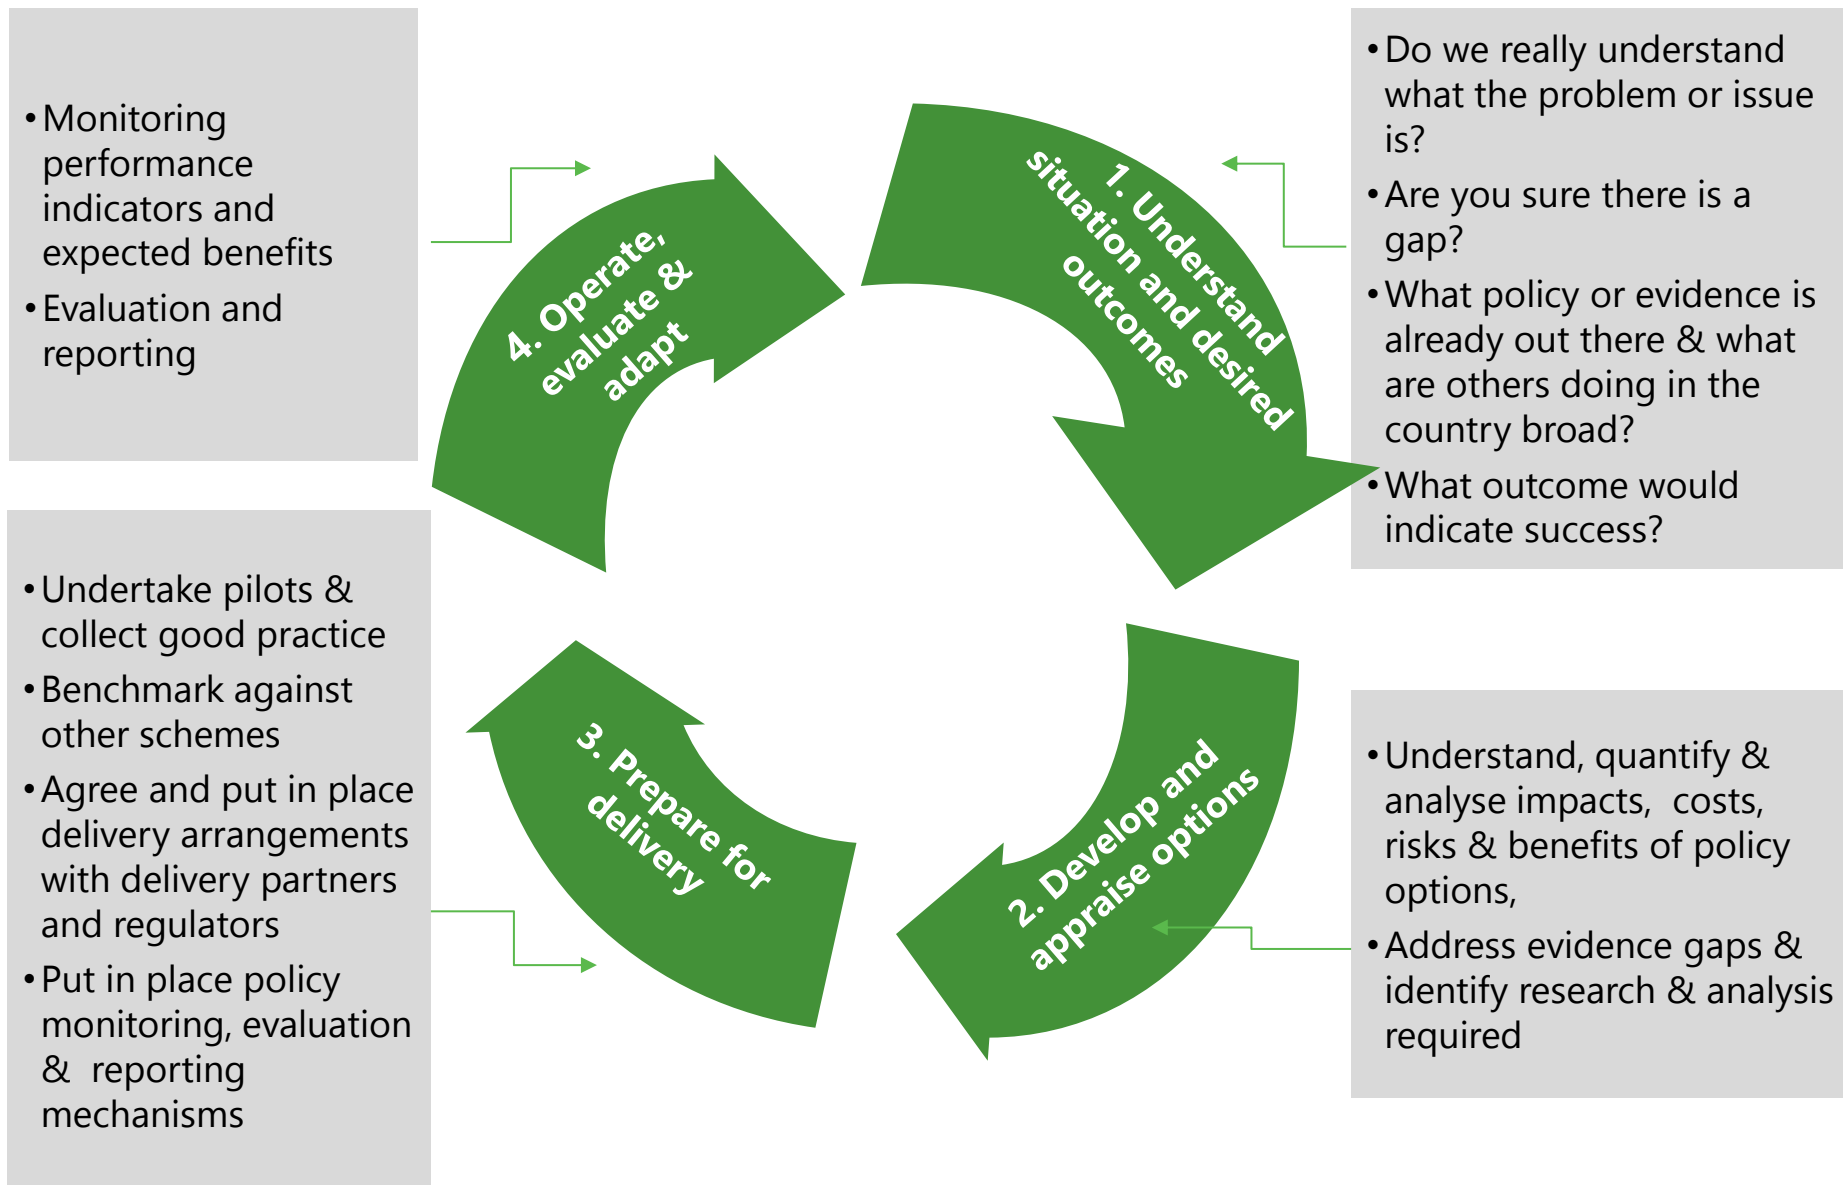 • Monitoring
performance
indicators and
expected benefits
• Evaluation and
reporting
4. Operate,
evaluate &
adapt
1. Understand
situation and desired
outcomes
• Do we really understand
what the problem or issue
is?
• Are you sure there is a
gap?
• What policy or evidence is
already out there & what
are others doing in the
country broad?
• What outcome would
indicate success?
• Undertake pilots &
collect good practice
• Benchmark against
other schemes
• Agree and put in place
delivery arrangements
with delivery partners
and regulators
• Put in place policy
monitoring, evaluation
& reporting
mechanisms
3. Prepare for
delivery
2. Develop and
appraise options
• Understand, quantify &
analyse impacts, costs,
risks & benefits of policy
options,
• Address evidence gaps &
identify research & analysis
required